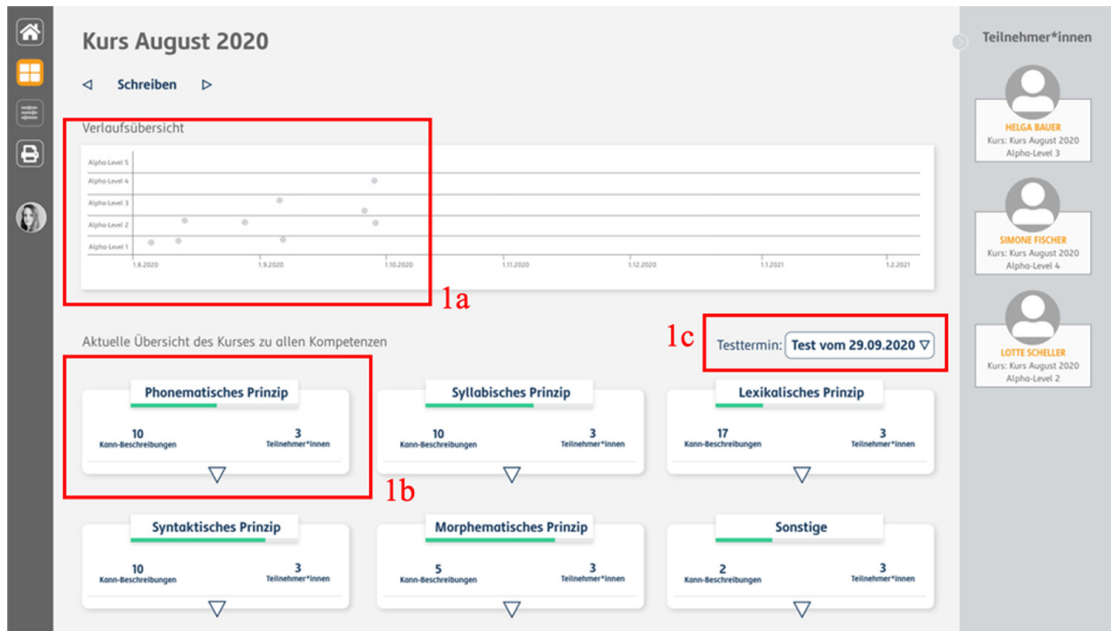 Kurs August 2020
Schreiben
Verlaufsübersicht
Alpha-Level 5
Alpha-Level 4
Alpha-Level 3
Alpha-Level 2
Alpha-Level 1
1.8.2020 1.9.2020 1.10.2020 1.11.2020 1.12.2020 1.1.2021 1.2.2021
1a
Aktuelle Übersicht des Kurses zu allen Kompetenzen
1c
Testtermin: Test vom 29.09.2020
Phonematisches Prinzip
10 3
Kann-Beschreibungen Teilnehmer*innen
1b
Syllabisches Prinzip
10 3
Kann-Beschreibungen Teilnehmer*innen
Lexikalisches Prinzip
17 3
Kann-Beschreibungen Teilnehmer*innen
Syntaktisches Prinzip
10 3
Kann-Beschreibungen Teilnehmer*innen
Morphematisches Prinzip
5 3
Kann-Beschreibungen Teilnehmer*innen
Sonstige
2 3
Kann-Beschreibungen Teilnehmer*innen
Teilnehmer*innen
HELGA BAUER
Kurs: Kurs August 2020
Alpha-Level 3
SIMONE FISCHER
Kurs: Kurs August 2020
Alpha-Level 4
LOTTE SCHELLER
Kurs: Kurs August 2020
Alpha-Level 2